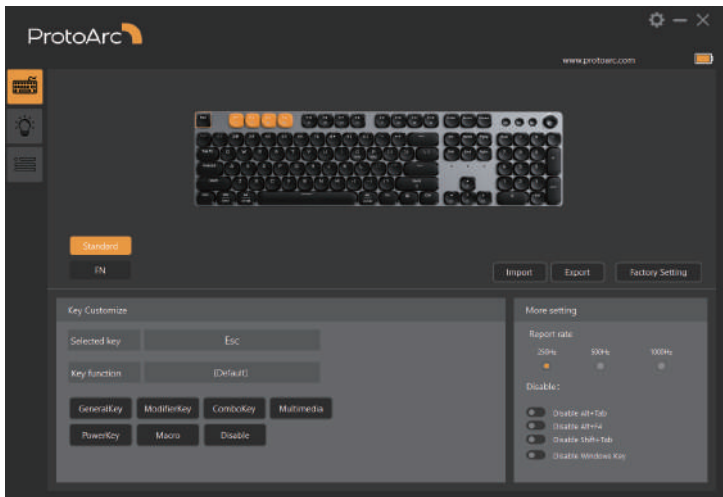 ProtoArc
www.protoarc.com
Standard
FN
Import Export Factory Setting
Key Customize
Selected key Esc
Key function [Default]
GeneralKey ModifierKey ComboKey Multimedia
PowerKey Macro Disable
More setting
Report rate:
250Hz 500Hz 1000Hz
Disable:
Disable Alt+Tab
Disable Alt+F4
Disable Shift+Tab
Disable Windows Key